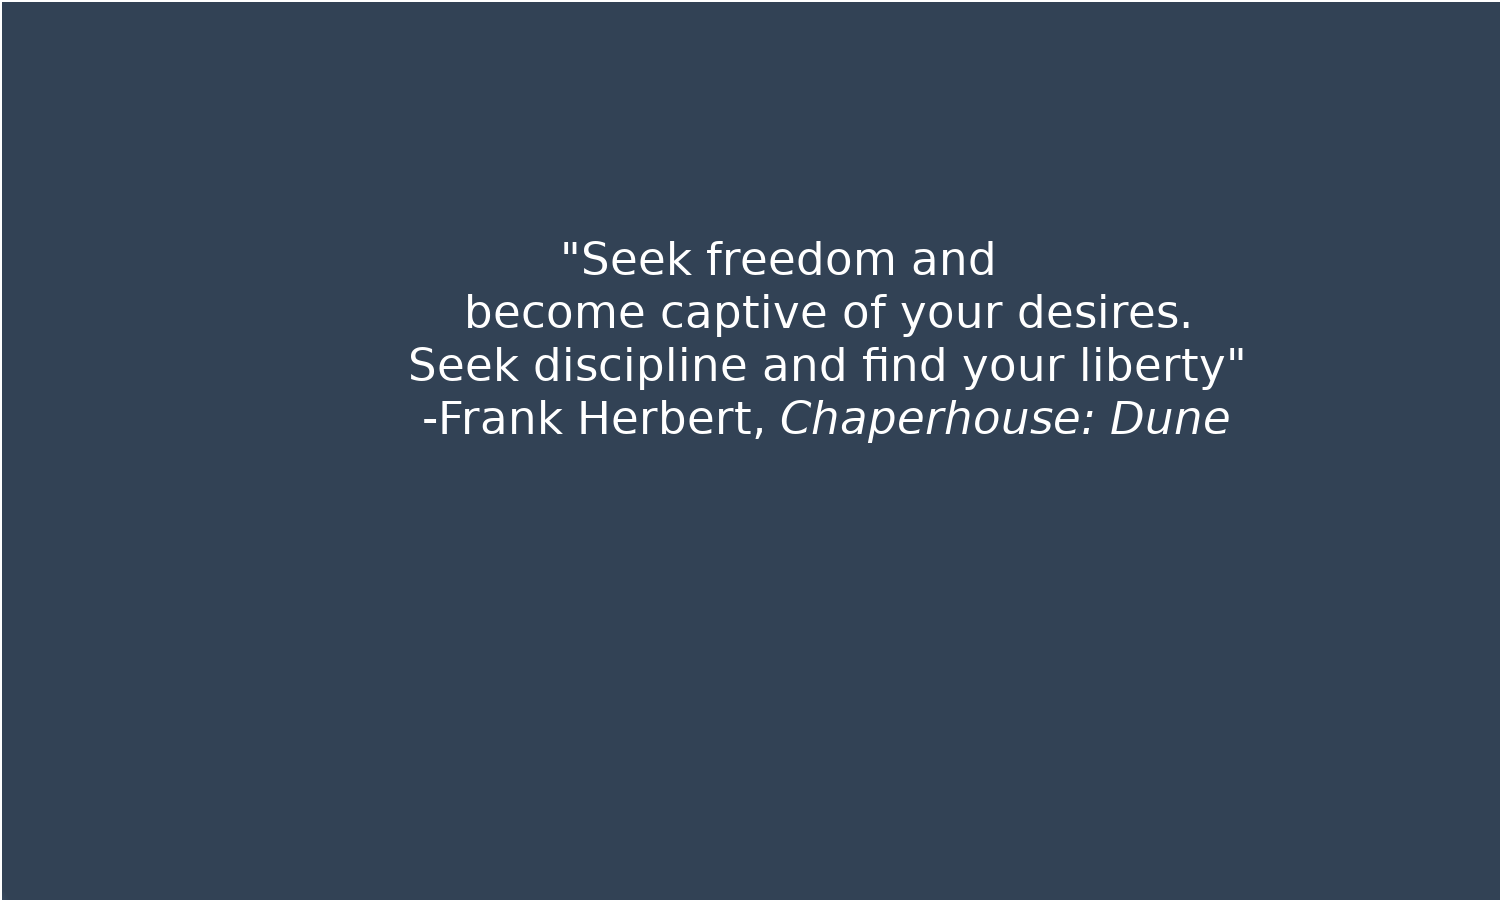 "Seek freedom and
become captive of your desires.
Seek discipline and find your liberty"
-Frank Herbert, Chaperhouse: Dune